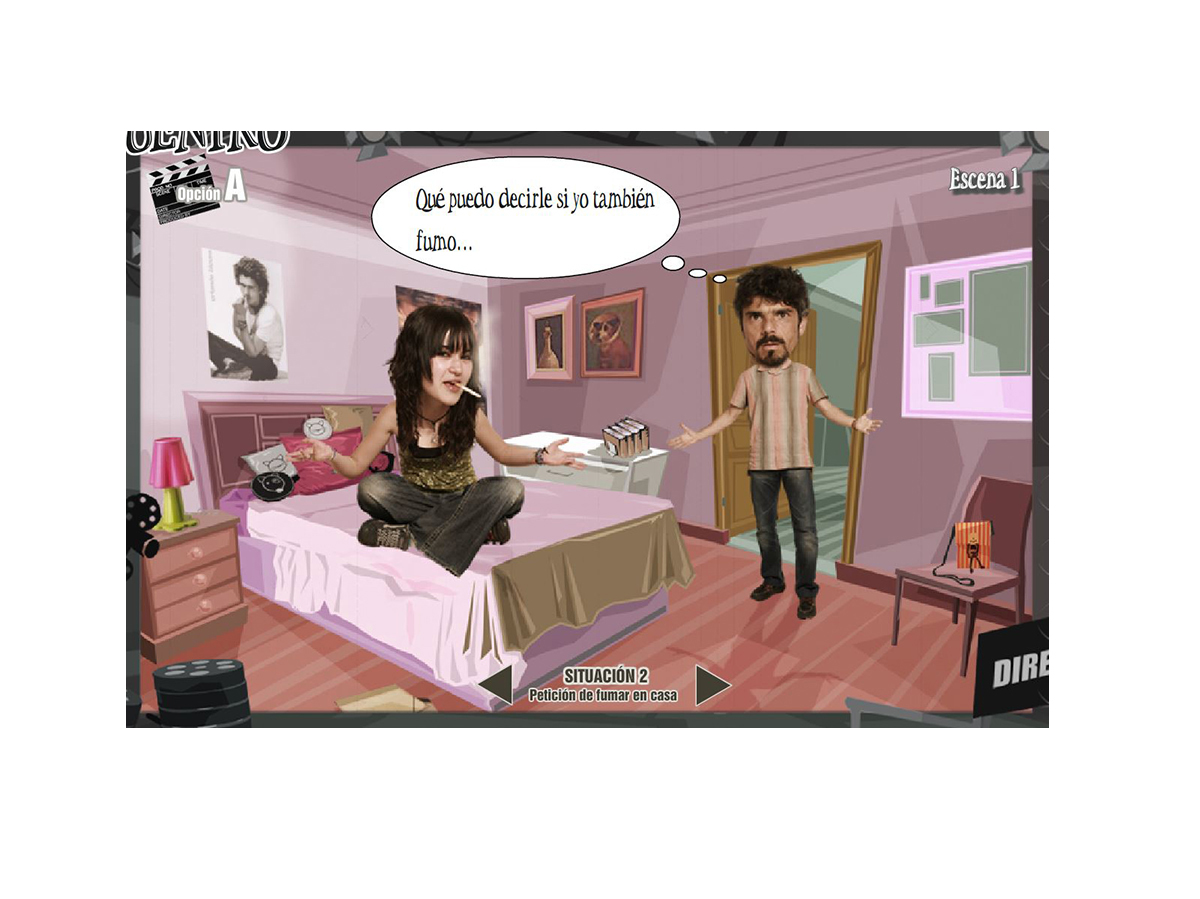 Opción A
Qué puedo decirle si yo también
fumo...
Escena 1
SITUACIÓN 2
Petición de fumar en casa
DIRE